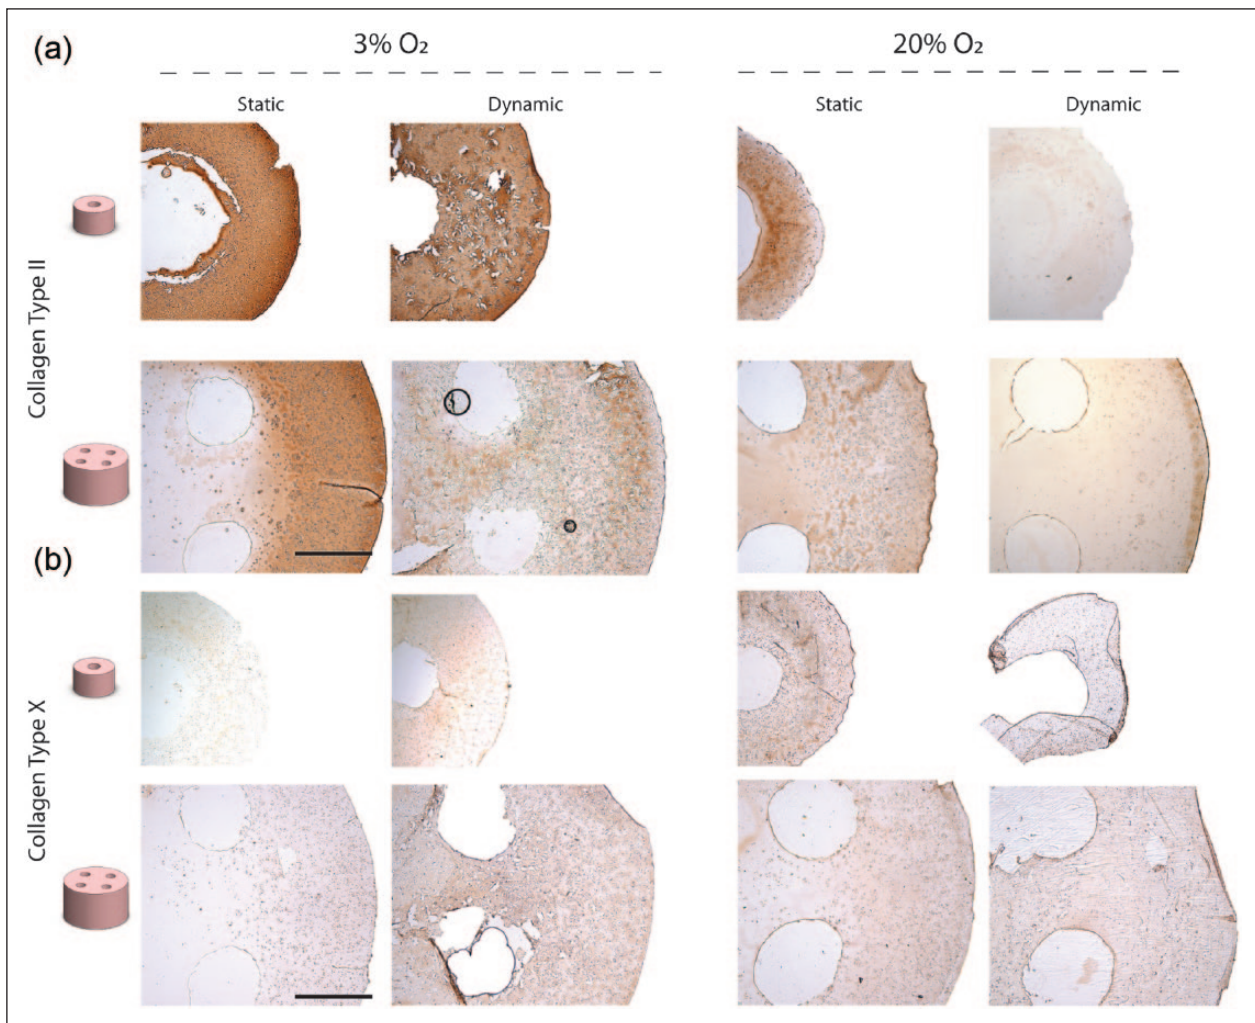 (a)
3% O₂
20% O₂
Static
Dynamic
Static
Dynamic
Collagen Type II
(b)
Collagen Type X